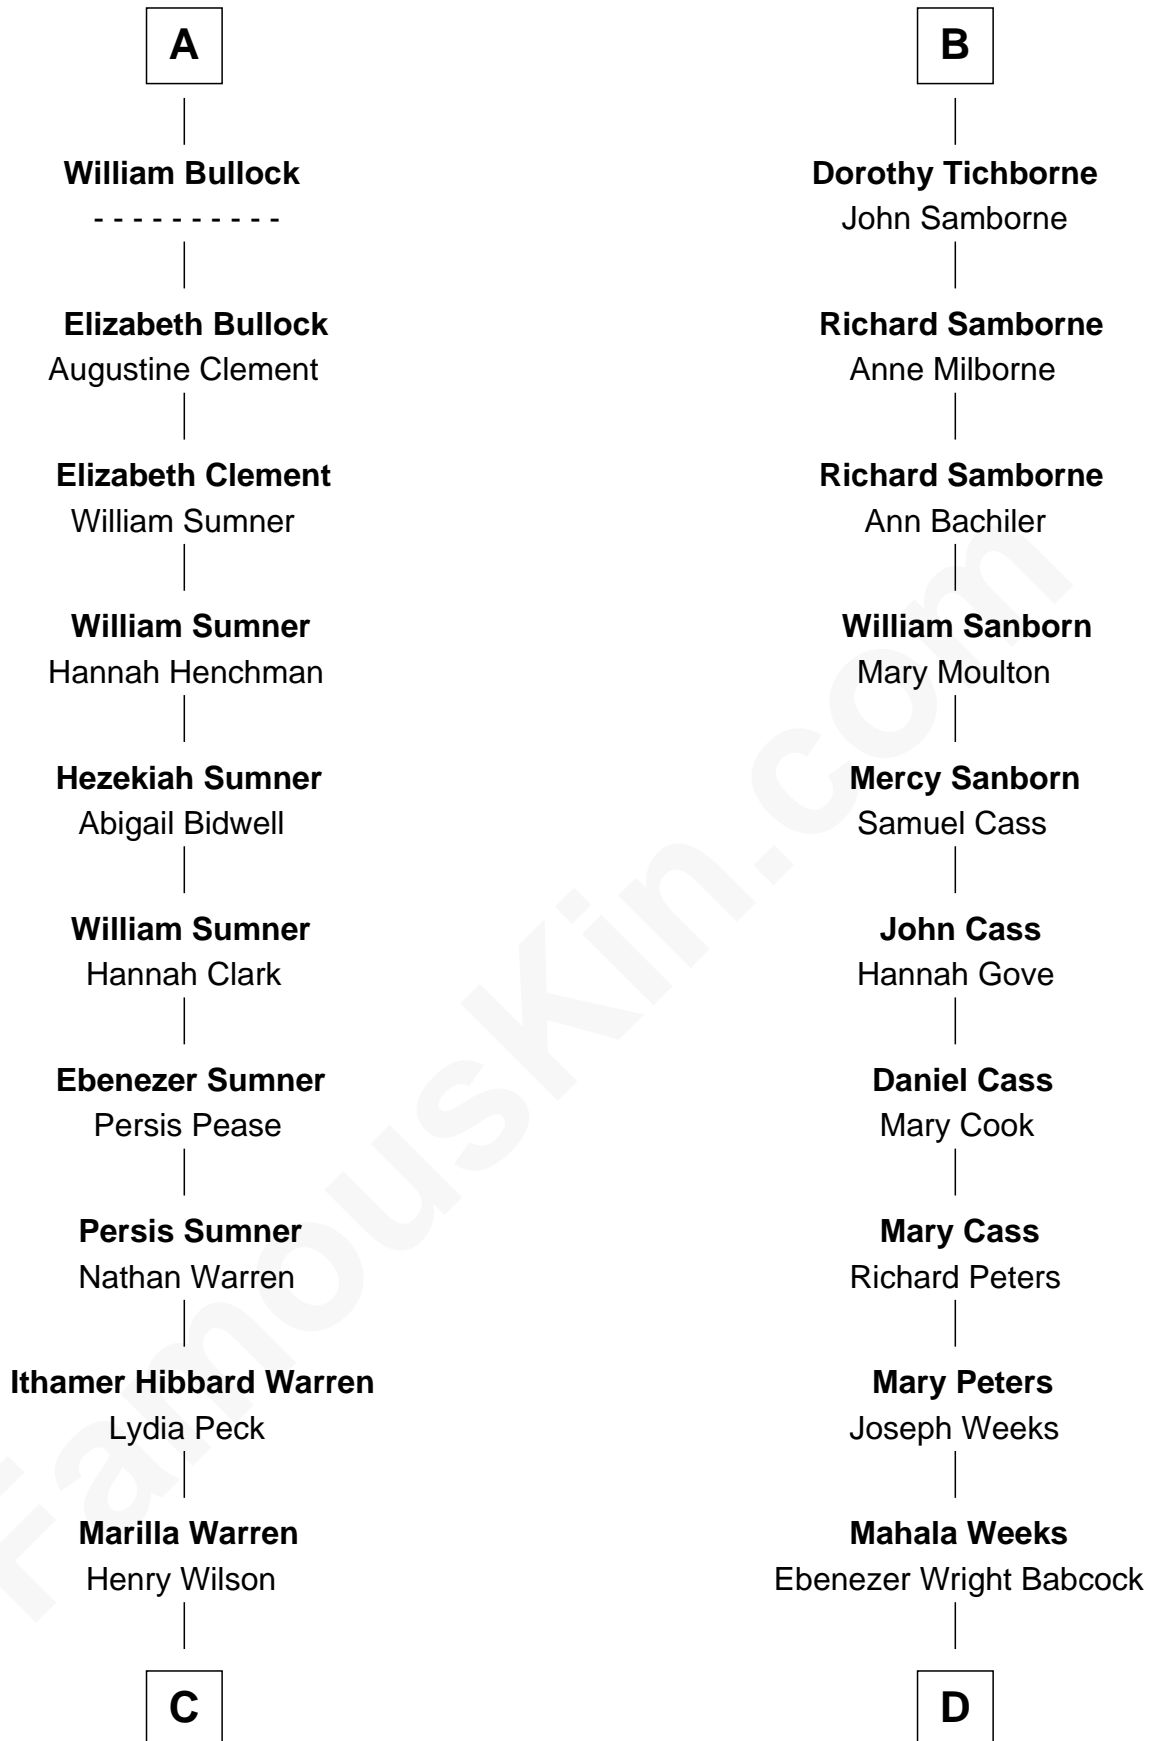 A
William Bullock
- - - - - - - - - -
Elizabeth Bullock
Augustine Clement
Elizabeth Clement
William Sumner
William Sumner
Hannah Henchman
Hezekiah Sumner
Abigail Bidwell
William Sumner
Hannah Clark
Ebenezer Sumner
Persis Pease
Persis Sumner
Nathan Warren
Ithamer Hibbard Warren
Lydia Peck
Marilla Warren
Henry Wilson
C
B
Dorothy Tichborne
John Samborne
Richard Samborne
Anne Milborne
Richard Samborne
Ann Bachiler
William Sanborn
Mary Moulton
Mercy Sanborn
Samuel Cass
John Cass
Hannah Gove
Daniel Cass
Mary Cook
Mary Cass
Richard Peters
Mary Peters
Joseph Weeks
Mahala Weeks
Ebenezer Wright Babcock
D
FamousKin.com